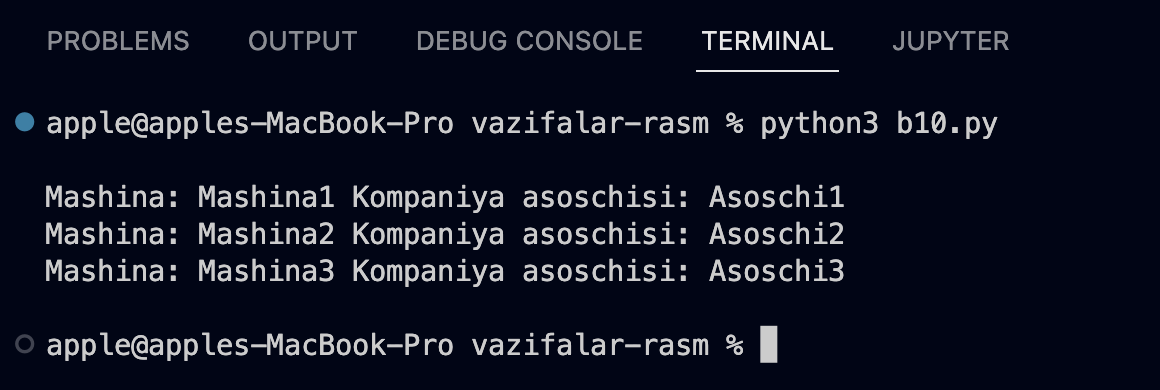 PROBLEMS OUTPUT DEBUG CONSOLE TERMINAL JUPYTER
apple@apples-MacBook-Pro vazifalar-rasm % python3 b10.py
Mashina: Mashina1 Kompaniya asoschisi: Asoschi1
Mashina: Mashina2 Kompaniya asoschisi: Asoschi2
Mashina: Mashina3 Kompaniya asoschisi: Asoschi3
apple@apples-MacBook-Pro vazifalar-rasm %